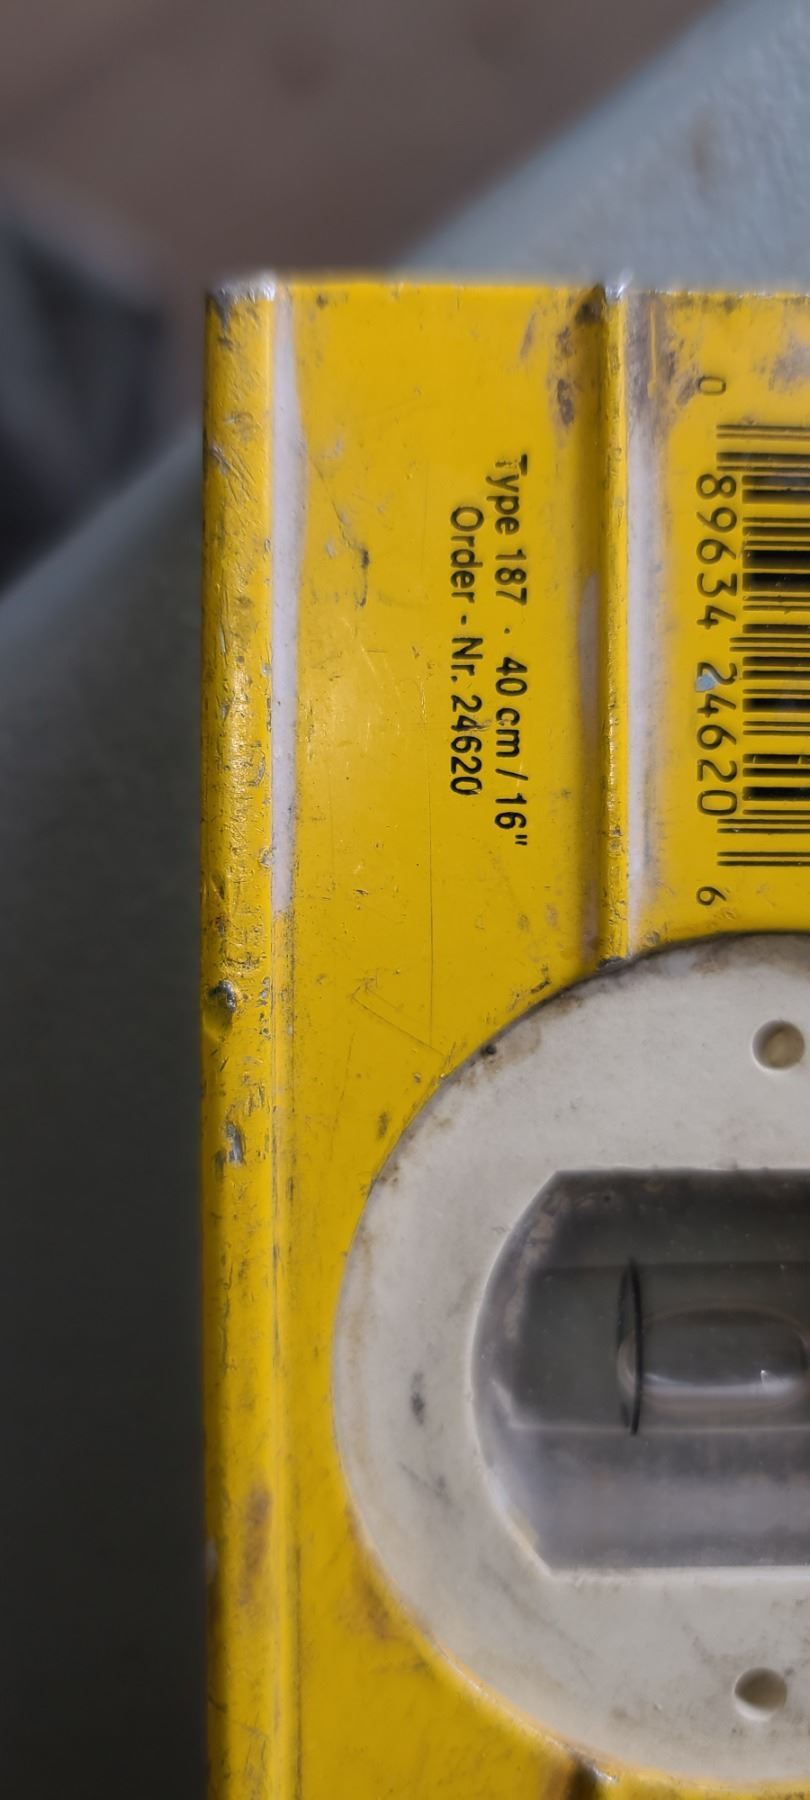 0 89634 24620 6
Type 187 · 40 cm / 16"
Order - Nr. 24620